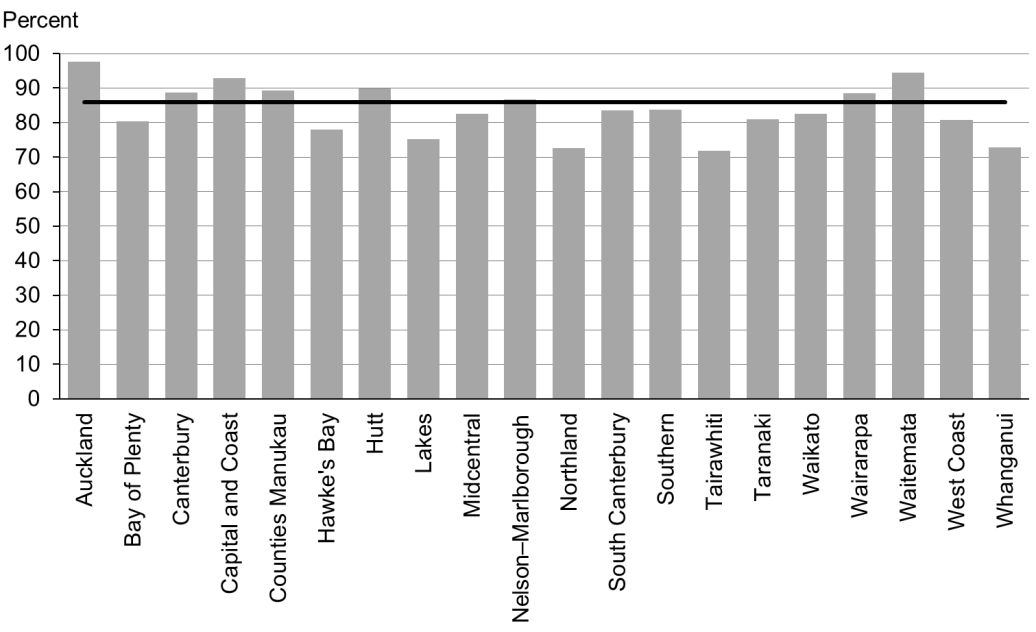 Percent
100
90
80
70
60
50
40
30
20
10
0
Auckland
Bay of Plenty
Canterbury
Capital and Coast
Counties Manukau
Hawke's Bay
Hutt
Lakes
Midcentral
Nelson–Marlborough
Northland
South Canterbury
Southern
Tairawhiti
Taranaki
Waikato
Wairarapa
Waitemata
West Coast
Whanganui